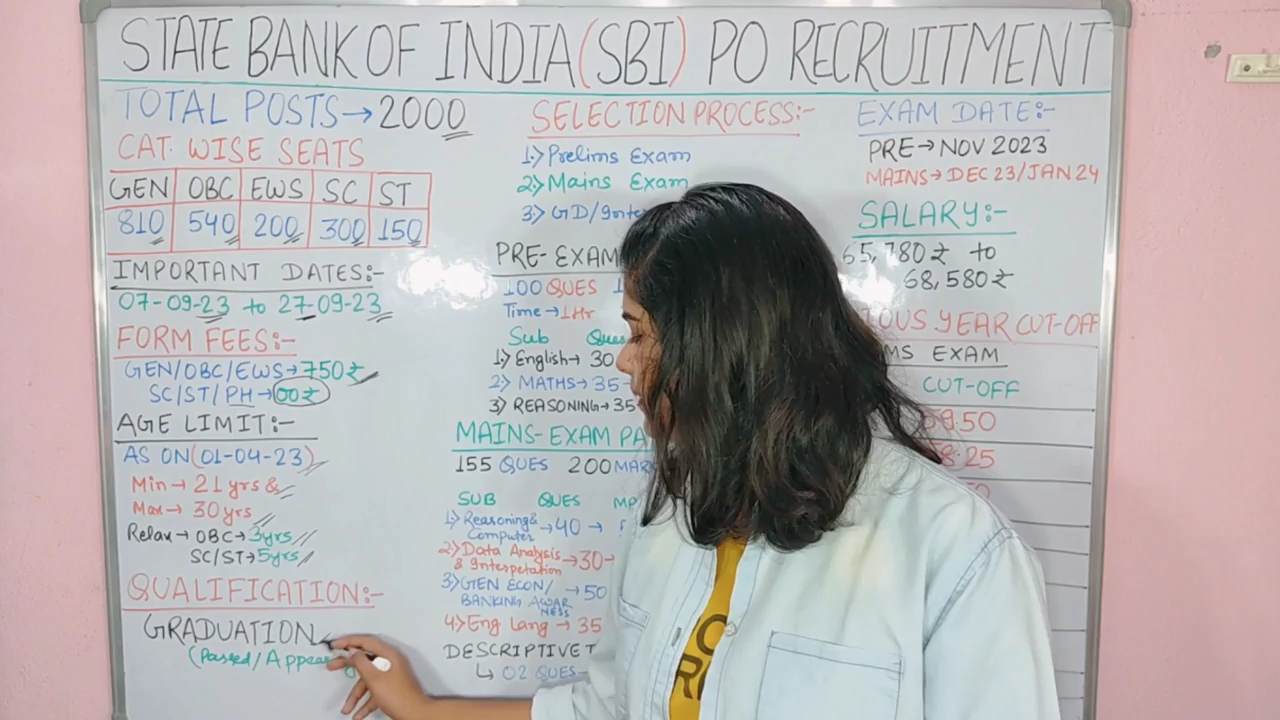 STATE BANK OF INDIA (SBI) PO RECRUITMENT
TOTAL POSTS→2000
CAT. WISE SEATS
GEN OBC EWS SC ST
810 540 200 300 150
IMPORTANT DATES:-
07-09-23 to 27-09-23
FORM FEES:-
GEN/OBC/EWS→750₹
SC/ST/PH→00₹
AGE LIMIT:-
AS ON(01-04-23)
Min→21 yrs &
Max→30 yrs
Relax→OBC→3yrs
SC/ST→5yrs
QUALIFICATION:-
GRADUATION
(Passed/
SELECTION PROCESS:-
1.> Prelims Exam
2.> Mains Exam
3.> GD/
PRE-EXAM
100 QUES
Time→1Hr
Sub Ques
1.> English→30
2> MATHS→35
3> REASONING→35
MAINS-EXAM
155 QUES 200
SUB QUES
1.> Reasoning & Computer →40→
2.> Data Analysis & Interpetation →30
3.> GEN ECON/ BANKING AWARNESS →50
4.> Eng Lang→35
DESCRIPTIVE
↳ 02 QUES
EXAM DATE:-
PRE→NOV 2023
MAINS→DEC 23/JAN 24
SALARY:-
65,780₹ to
68,580₹
YEAR CUT-OFF
EXAM
CUT-OFF